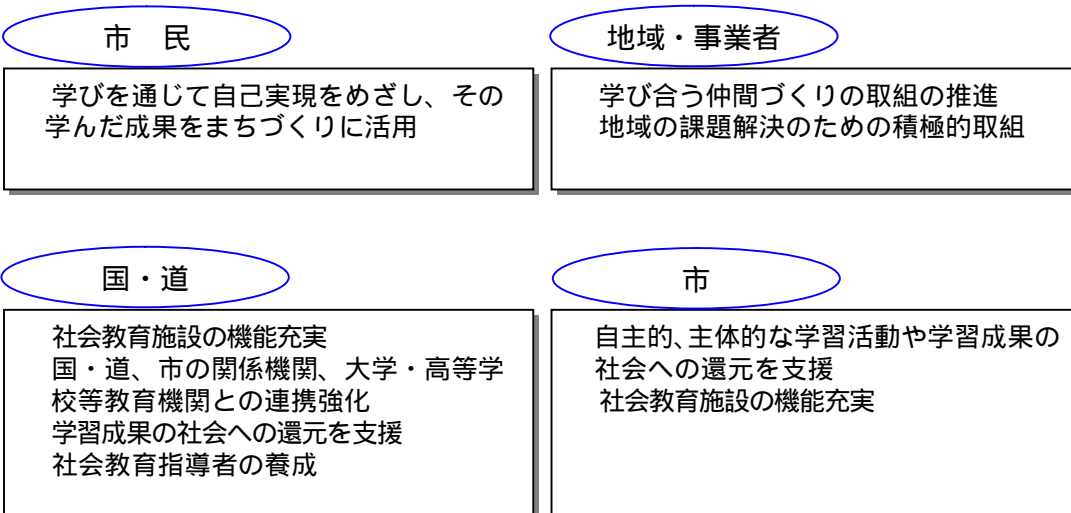 市　民
学びを通じて自己実現をめざし、その
学んだ成果をまちづくりに活用
地域・事業者
学び合う仲間づくりの取組の推進
地域の課題解決のための積極的取組
国・道
社会教育施設の機能充実
国・道、市の関係機関、大学・高等学
校等教育機関との連携強化
学習成果の社会への還元を支援
社会教育指導者の養成
市
自主的、主体的な学習活動や学習成果の
社会への還元を支援
社会教育施設の機能充実